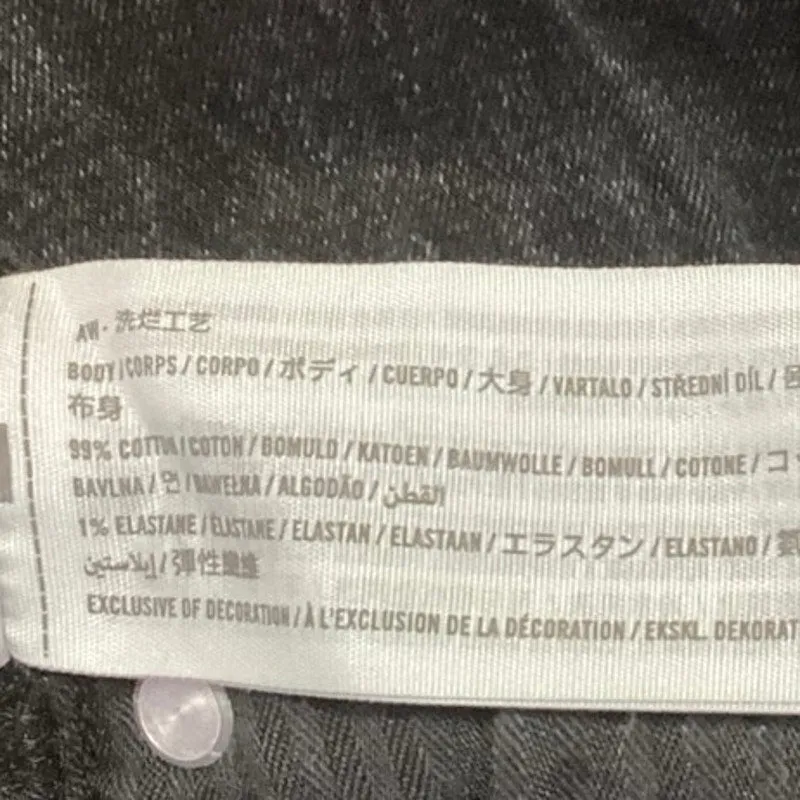 AW. 洗烂工艺
BODY/CORPS/CORPO/ボディ/CUERPO/大身/VARTALO/STŘEDNÍ DÍL/
布身
99% COTTON/COTON/BOMULD/KATOEN/BAUMWOLLE/BOMULL/COTONE/コ
BAVLNA/면/BAWEŁNA/ALGODÃO/القطن
1% ELASTANE/ELASTANE/ELASTAN/ELASTAAN/エラスタン/ELASTANO/氨
إيلاستين/彈性纖維
EXCLUSIVE OF DECORATION/À L'EXCLUSION DE LA DÉCORATION/EKSKL. DEKORAT